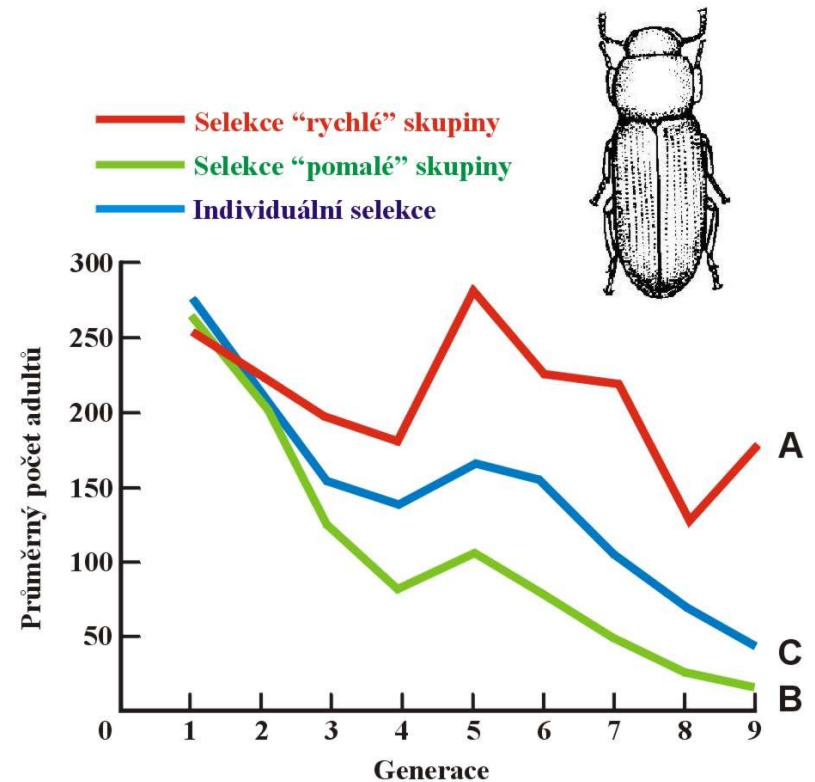 Selekce “rychlé” skupiny
Selekce “pomalé” skupiny
Individuální selekce
Průměrný počet adultů
300
250
200
150
100
50
0
1 2 3 4 5 6 7 8 9
Generace
A
C
B